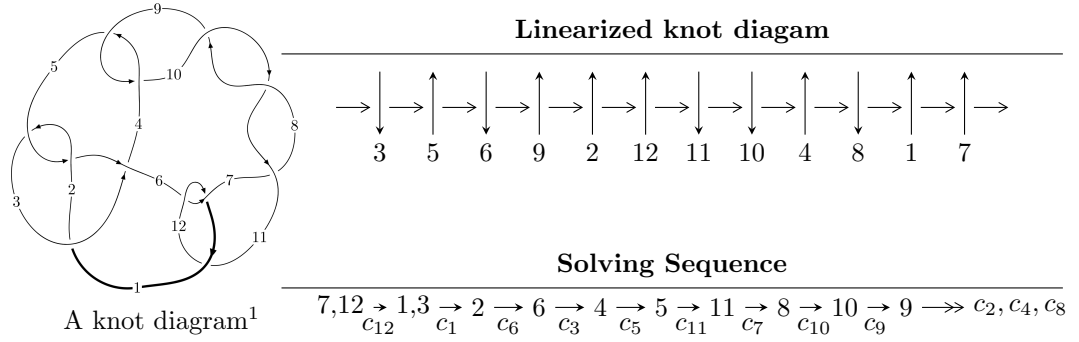 9
5
10
8
4
2
6
7
3
12
11
1
A knot diagram¹
Linearized knot diagam
3 5 6 9 2 12 11 10 4 8 1 7
Solving Sequence
7,12 → 1,3 → 2 → 6 → 4 → 5 → 11 → 8 → 10 → 9 →→ c₂, c₄, c₈
c₁₂ c₁ c₆ c₃ c₅ c₁₁ c₇ c₁₀ c₉